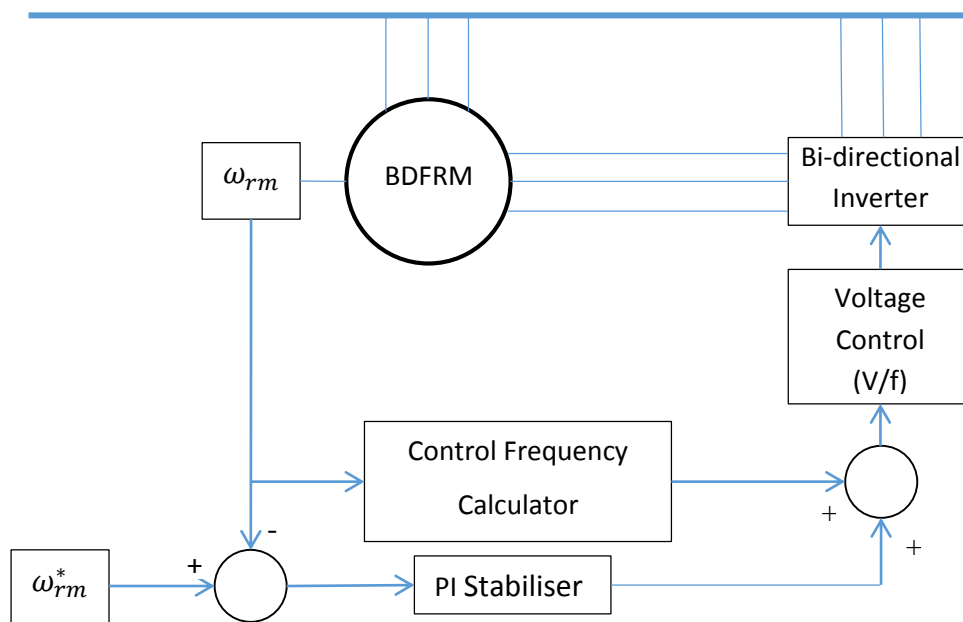 BDFRM
Bi-directional
Inverter
ω_rm
Voltage
Control
(V/f)
Control Frequency
Calculator
+
+
-
+
ω*_rm
PI Stabiliser